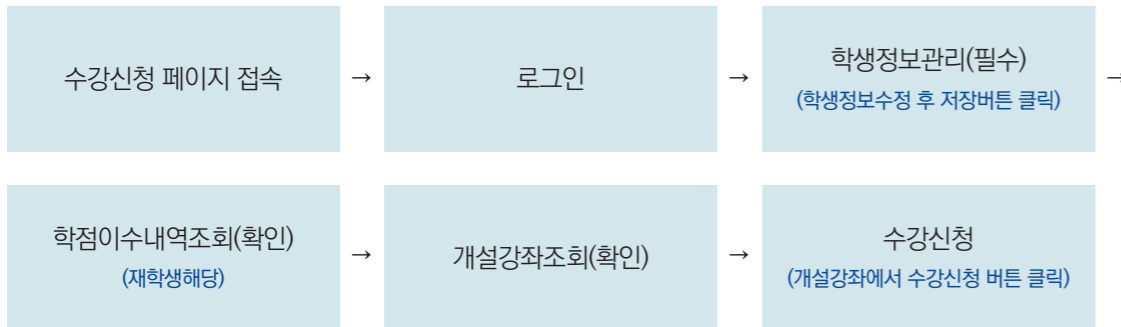 수강신청 페이지 접속
→
로그인
→
학생정보관리(필수)
(학생정보수정 후 저장버튼 클릭)
→
학점이수내역조회(확인)
(재학생해당)
→
개설강좌조회(확인)
→
수강신청
(개설강좌에서 수강신청 버튼 클릭)